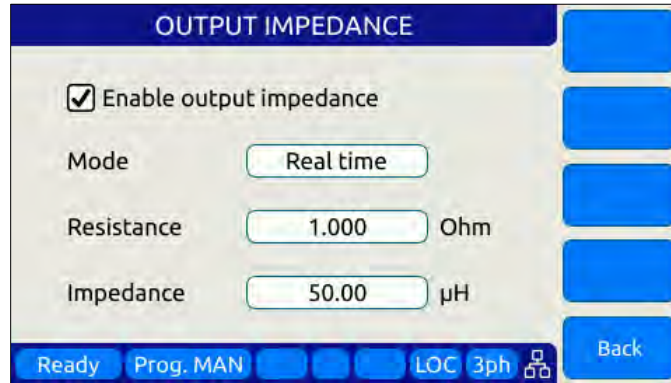 OUTPUT IMPEDANCE
Enable output impedance
Mode Real time
Resistance 1.000 Ohm
Impedance 50.00 µH
Back
Ready Prog. MAN LOC 3ph